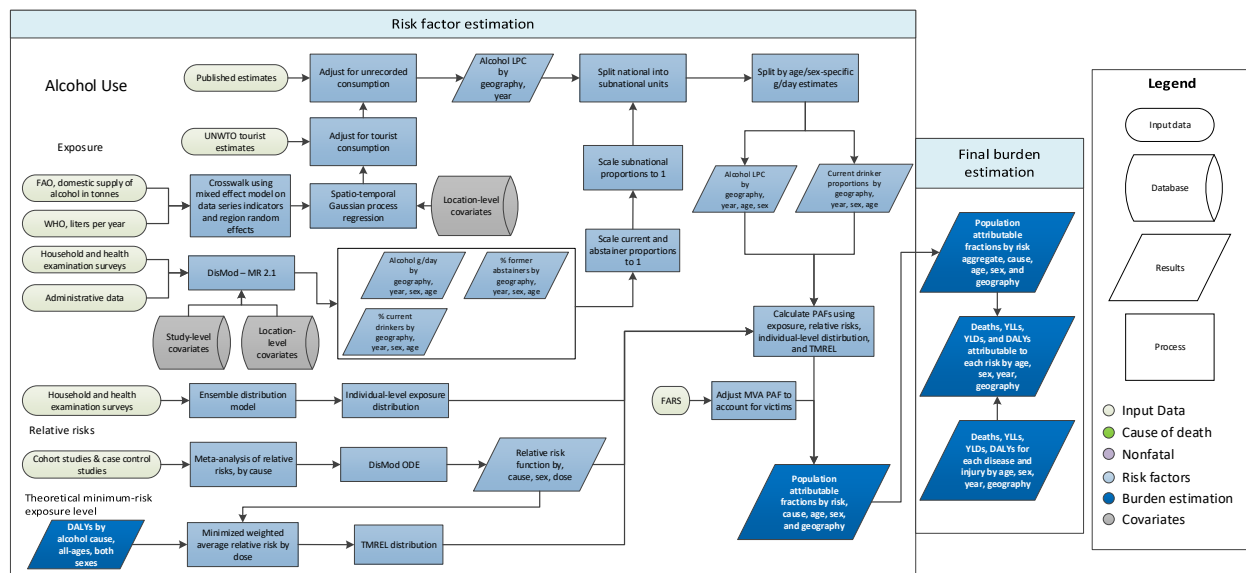 Risk factor estimation
Alcohol Use
Published estimates
Adjust for unrecorded
consumption
Alcohol LPC
by
geography,
year
Split national into
subnational units
Split by age/sex-specific
g/day estimates
UNWTO tourist
estimates
Adjust for tourist
consumption
Exposure
FAO, domestic supply of
alcohol in tonnes
WHO, liters per year
Crosswalk using
mixed effect model on
data series indicators
and region random
effects
Spatio-temporal
Gaussian process
regression
Location-level
covariates
Scale subnational
proportions to 1
Scale current and
abstainer proportions
to 1
Alcohol LPC
by
geography,
year, age, sex
Current drinker
proportions by
geography,
year, sex, age
Household and health
examination surveys
Administrative data
DisMod – MR 2.1
Study-level
covariates
Location-
level
covariates
Alcohol g/day
by
geography,
year, sex, age
% former
abstainers by
geography,
year, sex, age
% current
drinkers by
geography,
year, sex, age
Calculate PAFs using
exposure, relative risks,
individual-level distirbution,
and TMREL
Household and health
examination surveys
Ensemble distribution
model
Individual-level exposure
distribution
FARS
Adjust MVA PAF to
account for victims
Relative risks
Cohort studies & case control
studies
Meta-analysis of relative
risks, by cause
DisMod ODE
Relative risk
function by,
cause, sex, dose
Population
attributable
fractions by risk,
cause, age, sex,
and geography
Theoretical minimum-risk
exposure level
DALYs by
alcohol cause,
all-ages, both
sexes
Minimized weighted
average relative risk by
dose
TMREL distribution
Final burden
estimation
Population
attributable
fractions by risk
aggregate, cause,
age, sex, and
geography
Deaths, YLLs,
YLDs, and DALYs
attributable to
each risk by age,
sex, year,
geography
Deaths, YLLs,
YLDs, DALYs for
each disease and
injury by age, sex,
year, geography
Legend
Input data
Database
Results
Process
Input Data
Cause of death
Nonfatal
Risk factors
Burden estimation
Covariates